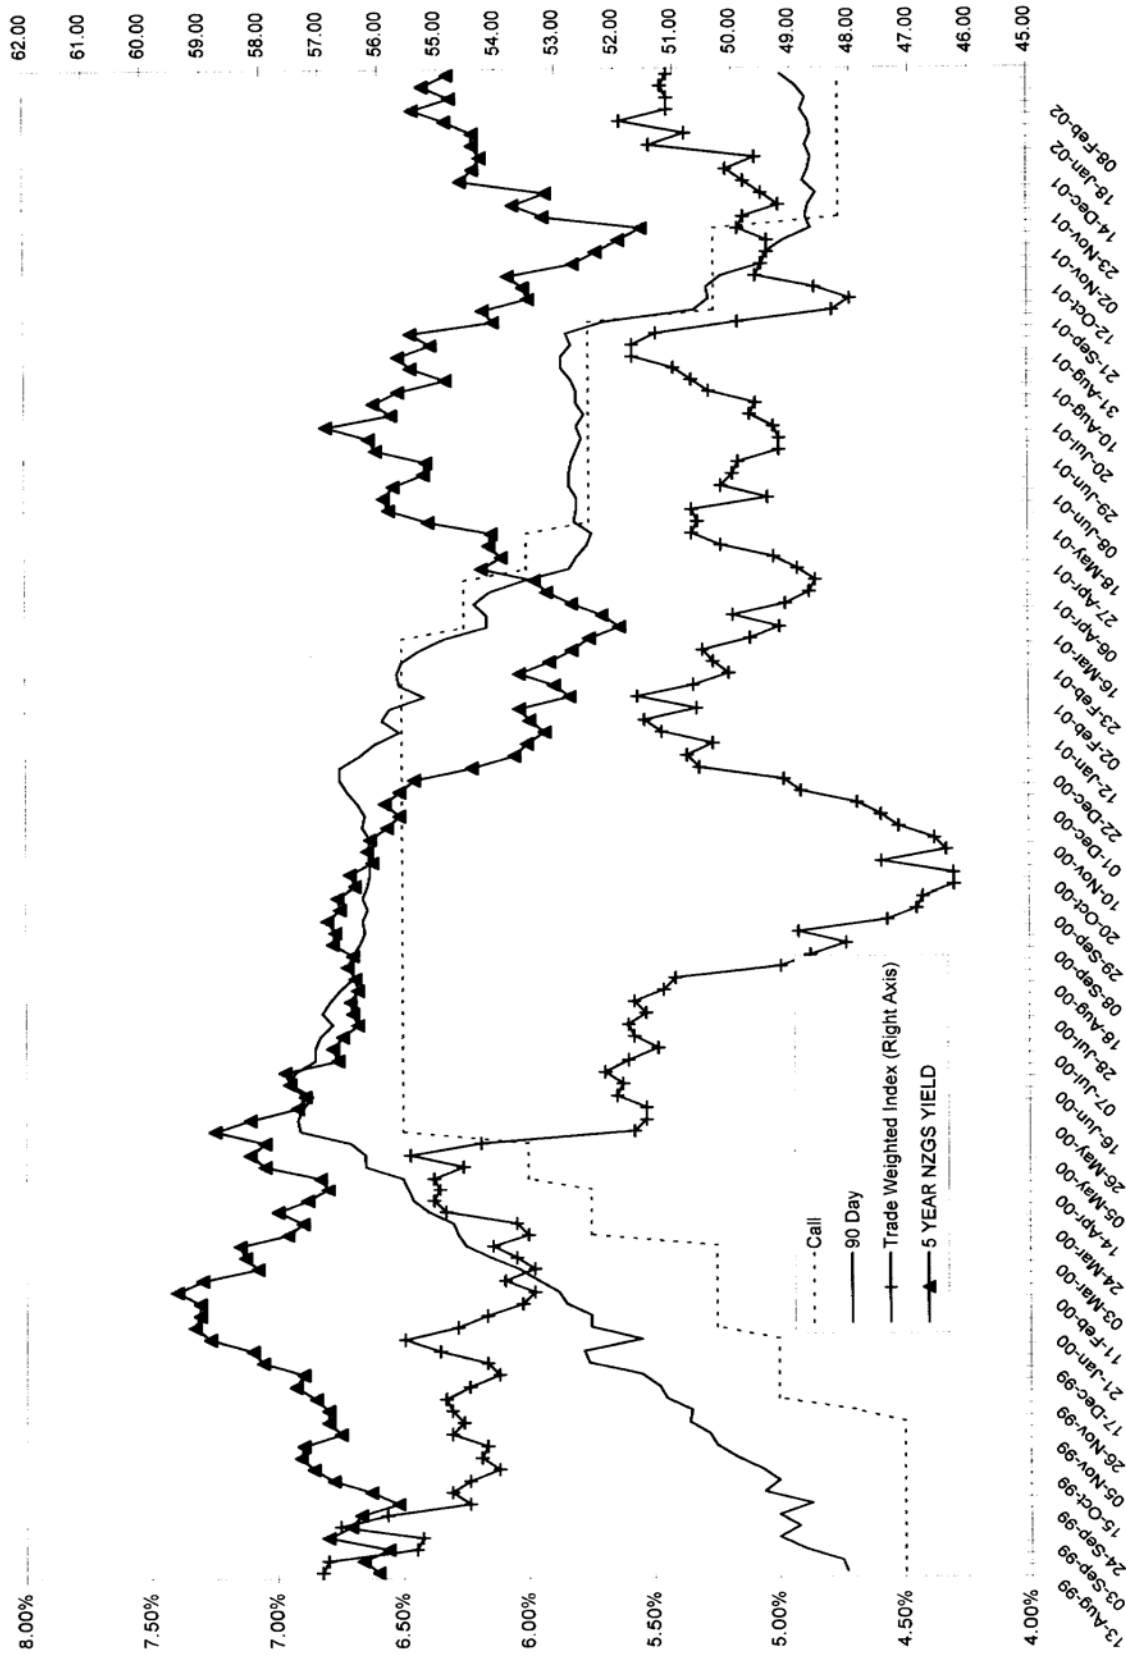 8.00%
7.50%
7.00%
6.50%
6.00%
5.50%
5.00%
4.50%
4.00%
62.00
61.00
60.00
59.00
58.00
57.00
56.00
55.00
54.00
53.00
52.00
51.00
50.00
49.00
48.00
47.00
46.00
45.00
Call
90 Day
Trade Weighted Index (Right Axis)
5 YEAR NZGS YIELD
13-Aug-99
03-Sep-99
24-Sep-99
15-Oct-99
05-Nov-99
26-Nov-99
17-Dec-99
21-Jan-00
11-Feb-00
03-Mar-00
24-Mar-00
14-Apr-00
05-May-00
26-May-00
16-Jun-00
07-Jul-00
28-Jul-00
18-Aug-00
08-Sep-00
29-Sep-00
20-Oct-00
10-Nov-00
01-Dec-00
22-Dec-00
12-Jan-01
02-Feb-01
23-Feb-01
16-Mar-01
06-Apr-01
27-Apr-01
18-May-01
08-Jun-01
29-Jun-01
20-Jul-01
10-Aug-01
31-Aug-01
21-Sep-01
12-Oct-01
02-Nov-01
23-Nov-01
14-Dec-01
18-Jan-02
08-Feb-02